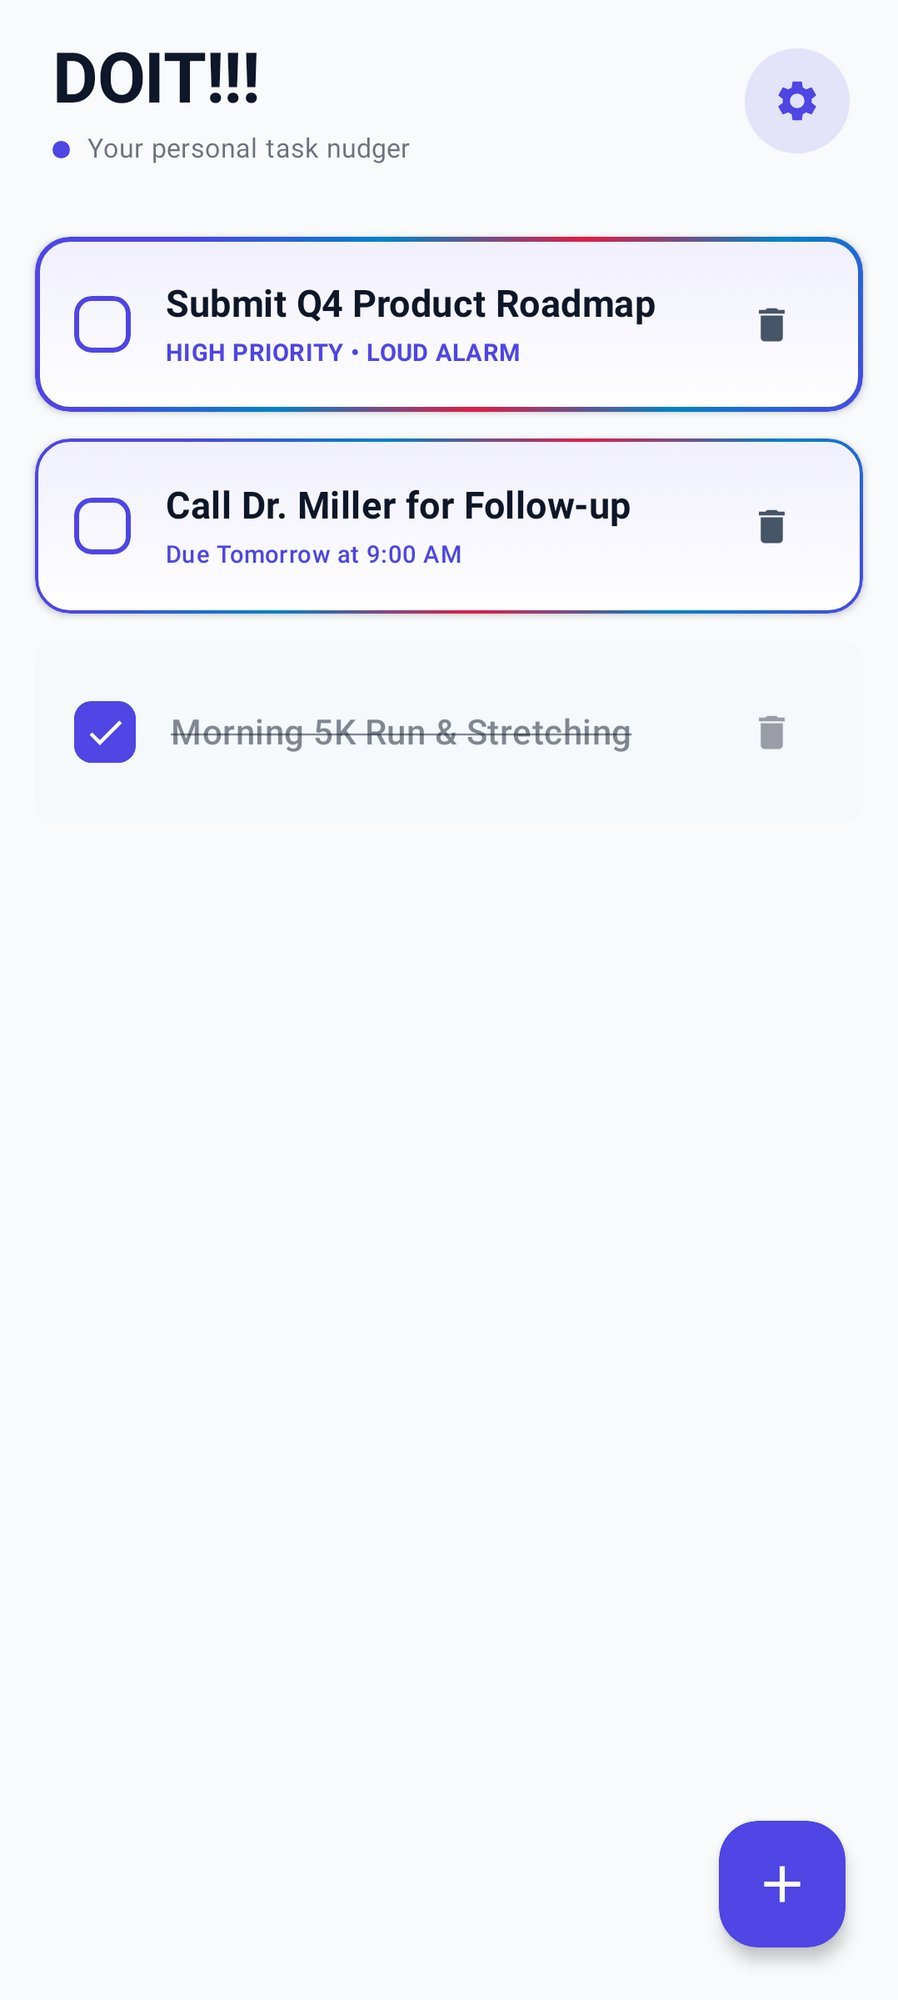 DOIT!!!
Your personal task nudger
Submit Q4 Product Roadmap
HIGH PRIORITY • LOUD ALARM
Call Dr. Miller for Follow-up
Due Tomorrow at 9:00 AM
Morning 5K Run & Stretching